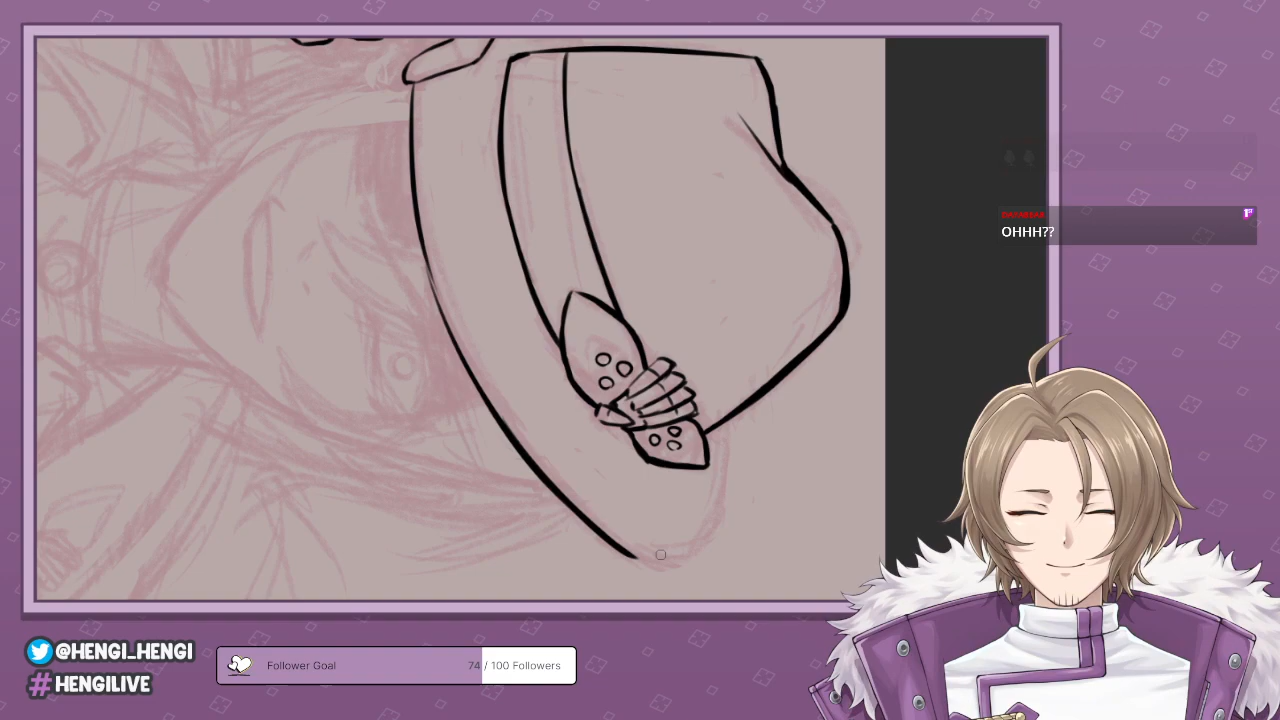 OHHH??
@HENGI_HENGI
Follower Goal
74 / 100 Followers
# HENGILIVE